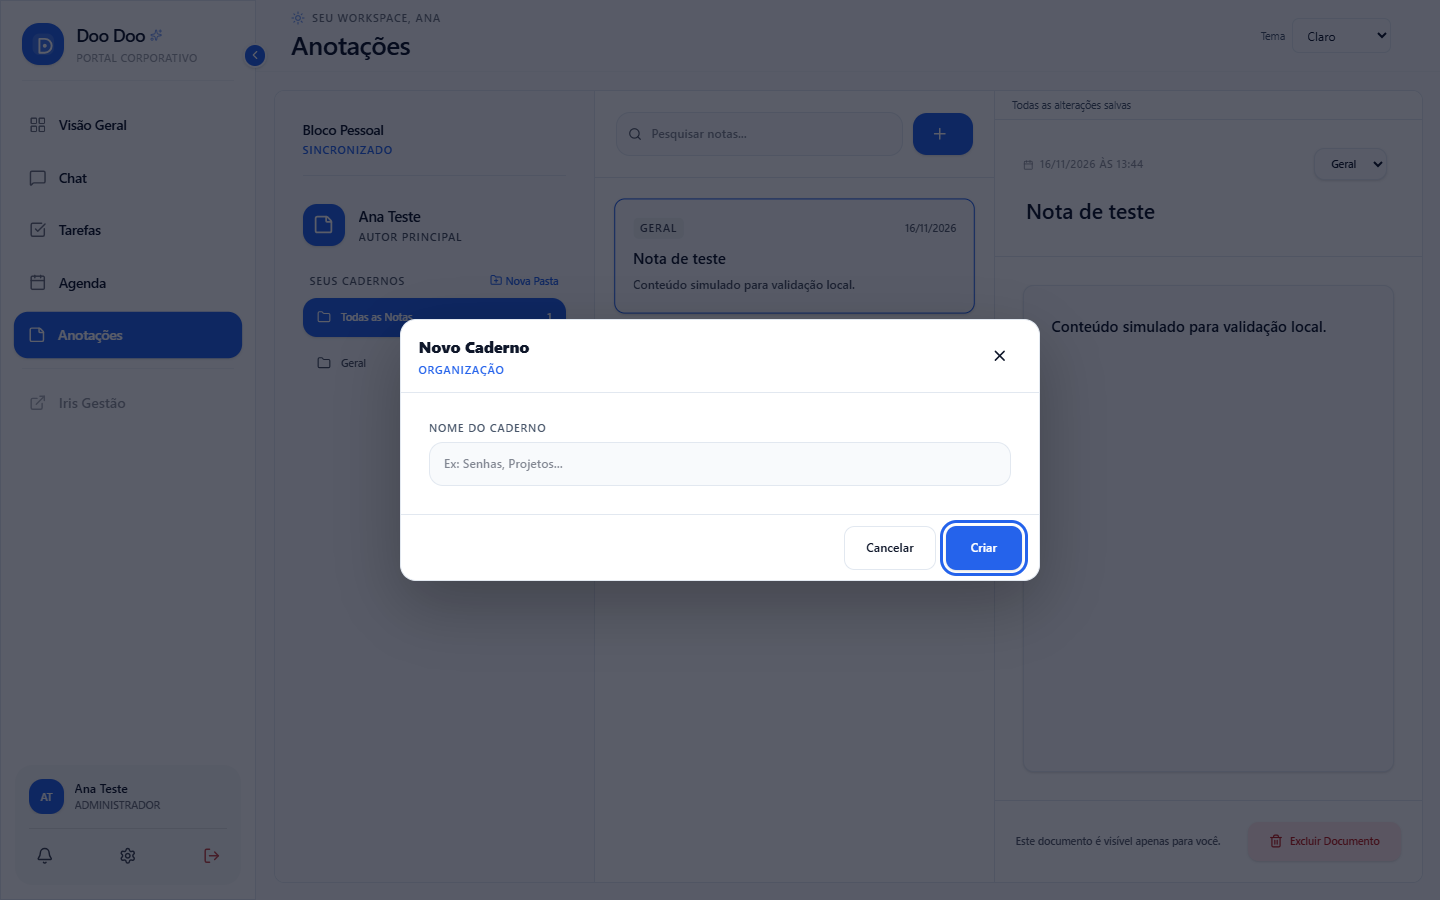 Doo Doo
PORTAL CORPORATIVO
Visão Geral
Chat
Tarefas
Agenda
Anotações
Iris Gestão
AT
Ana Teste
ADMINISTRADOR
SEU WORKSPACE, ANA
Anotações
Tema
Claro
Bloco Pessoal
SINCRONIZADO
Ana Teste
AUTOR PRINCIPAL
SEUS CADERNOS
Nova Pasta
Todas as Notas
1
Geral
Pesquisar notas...
GERAL
16/11/2026
Nota de teste
Conteúdo simulado para validação local.
Todas as alterações salvas
16/11/2026 ÀS 13:44
Geral
Nota de teste
Conteúdo simulado para validação local.
Este documento é visível apenas para você.
Excluir Documento
Novo Caderno
ORGANIZAÇÃO
NOME DO CADERNO
Ex: Senhas, Projetos...
Cancelar
Criar